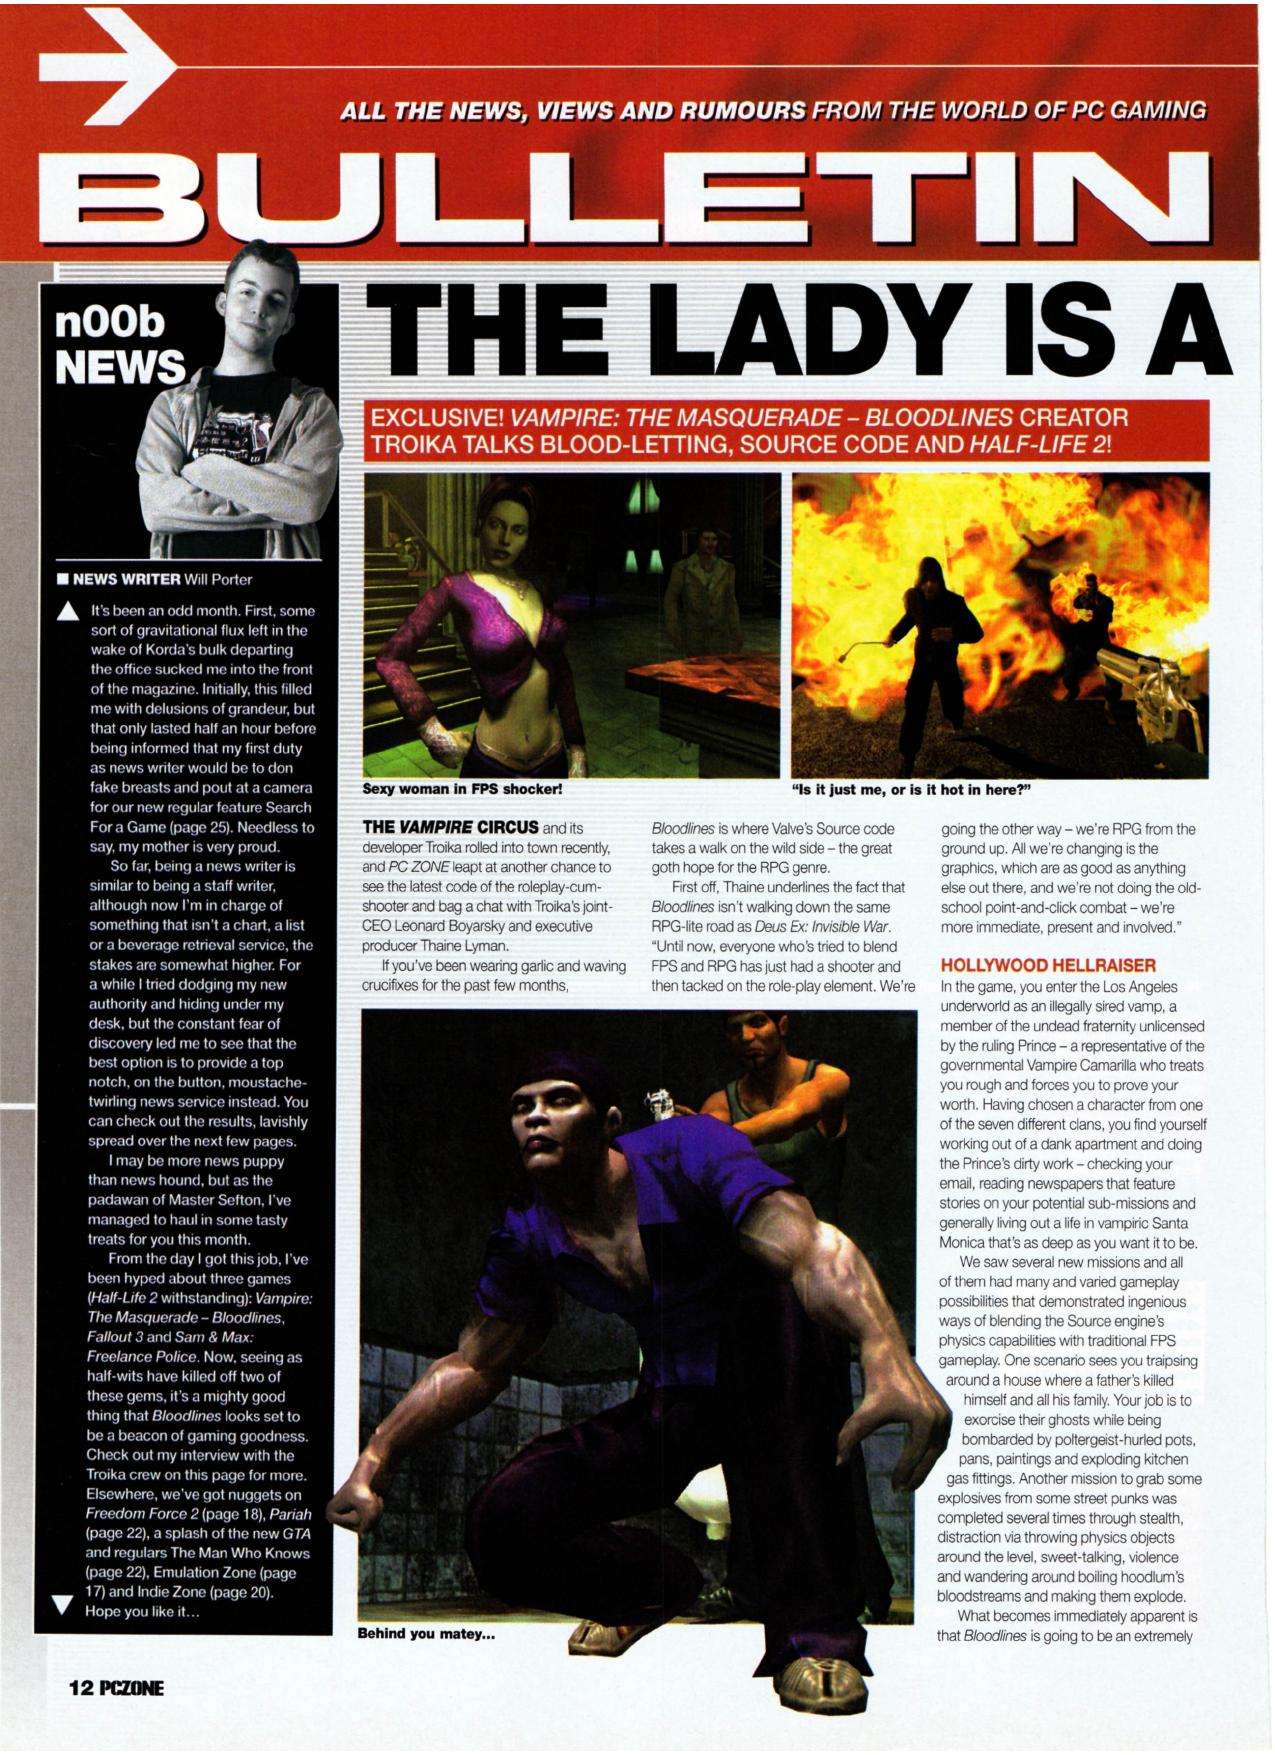 ALL THE NEWS, VIEWS AND RUMOURS FROM THE WORLD OF PC GAMING
BULLETIN
n00b
NEWS
■ NEWS WRITER Will Porter
It's been an odd month. First, some
sort of gravitational flux left in the
wake of Korda's bulk departing
the office sucked me into the front
of the magazine. Initially, this filled
me with delusions of grandeur, but
that only lasted half an hour before
being informed that my first duty
as news writer would be to don
fake breasts and pout at a camera
for our new regular feature Search
For a Game (page 25). Needless to
say, my mother is very proud.
So far, being a news writer is
similar to being a staff writer,
although now I'm in charge of
something that isn't a chart, a list
or a beverage retrieval service, the
stakes are somewhat higher. For
a while I tried dodging my new
authority and hiding under my
desk, but the constant fear of
discovery led me to see that the
best option is to provide a top
notch, on the button, moustache-
twirling news service instead. You
can check out the results, lavishly
spread over the next few pages.
I may be more news puppy
than news hound, but as the
padawan of Master Sefton, I've
managed to haul in some tasty
treats for you this month.
From the day I got this job, I've
been hyped about three games
(Half-Life 2 withstanding): Vampire:
The Masquerade – Bloodlines,
Fallout 3 and Sam & Max:
Freelance Police. Now, seeing as
half-wits have killed off two of
these gems, it's a mighty good
thing that Bloodlines looks set to
be a beacon of gaming goodness.
Check out my interview with the
Troika crew on this page for more.
Elsewhere, we've got nuggets on
Freedom Force 2 (page 18), Pariah
(page 22), a splash of the new GTA
and regulars The Man Who Knows
(page 22), Emulation Zone (page
17) and Indie Zone (page 20).
Hope you like it...
THE LADY IS A
EXCLUSIVE! VAMPIRE: THE MASQUERADE – BLOODLINES CREATOR
TROIKA TALKS BLOOD-LETTING, SOURCE CODE AND HALF-LIFE 2!
Sexy woman in FPS shocker!
“Is it just me, or is it hot in here?”
THE VAMPIRE CIRCUS and its
developer Troika rolled into town recently,
and PC ZONE leapt at another chance to
see the latest code of the roleplay-cum-
shooter and bag a chat with Troika's joint-
CEO Leonard Boyarsky and executive
producer Thaine Lyman.
If you've been wearing garlic and waving
crucifixes for the past few months,
Bloodlines is where Valve's Source code
takes a walk on the wild side – the great
goth hope for the RPG genre.
First off, Thaine underlines the fact that
Bloodlines isn't walking down the same
RPG-lite road as Deus Ex: Invisible War.
“Until now, everyone who's tried to blend
FPS and RPG has just had a shooter and
then tacked on the role-play element. We're
going the other way – we're RPG from the
ground up. All we're changing is the
graphics, which are as good as anything
else out there, and we're not doing the old-
school point-and-click combat – we're
more immediate, present and involved.”
HOLLYWOOD HELLRAISER
In the game, you enter the Los Angeles
underworld as an illegally sired vamp, a
member of the undead fraternity unlicensed
by the ruling Prince – a representative of the
governmental Vampire Camarilla who treats
you rough and forces you to prove your
worth. Having chosen a character from one
of the seven different clans, you find yourself
working out of a dank apartment and doing
the Prince's dirty work – checking your
email, reading newspapers that feature
stories on your potential sub-missions and
generally living out a life in vampiric Santa
Monica that's as deep as you want it to be.
We saw several new missions and all
of them had many and varied gameplay
possibilities that demonstrated ingenious
ways of blending the Source engine's
physics capabilities with traditional FPS
gameplay. One scenario sees you traipsing
around a house where a father's killed
himself and all his family. Your job is to
exorcise their ghosts while being
bombarded by poltergeist-hurled pots,
pans, paintings and exploding kitchen
gas fittings. Another mission to grab some
explosives from some street punks was
completed several times through stealth,
distraction via throwing physics objects
around the level, sweet-talking, violence
and wandering around boiling hoodlum's
bloodstreams and making them explode.
What becomes immediately apparent is
that Bloodlines is going to be an extremely
Behind you matey...
12 PCZONE